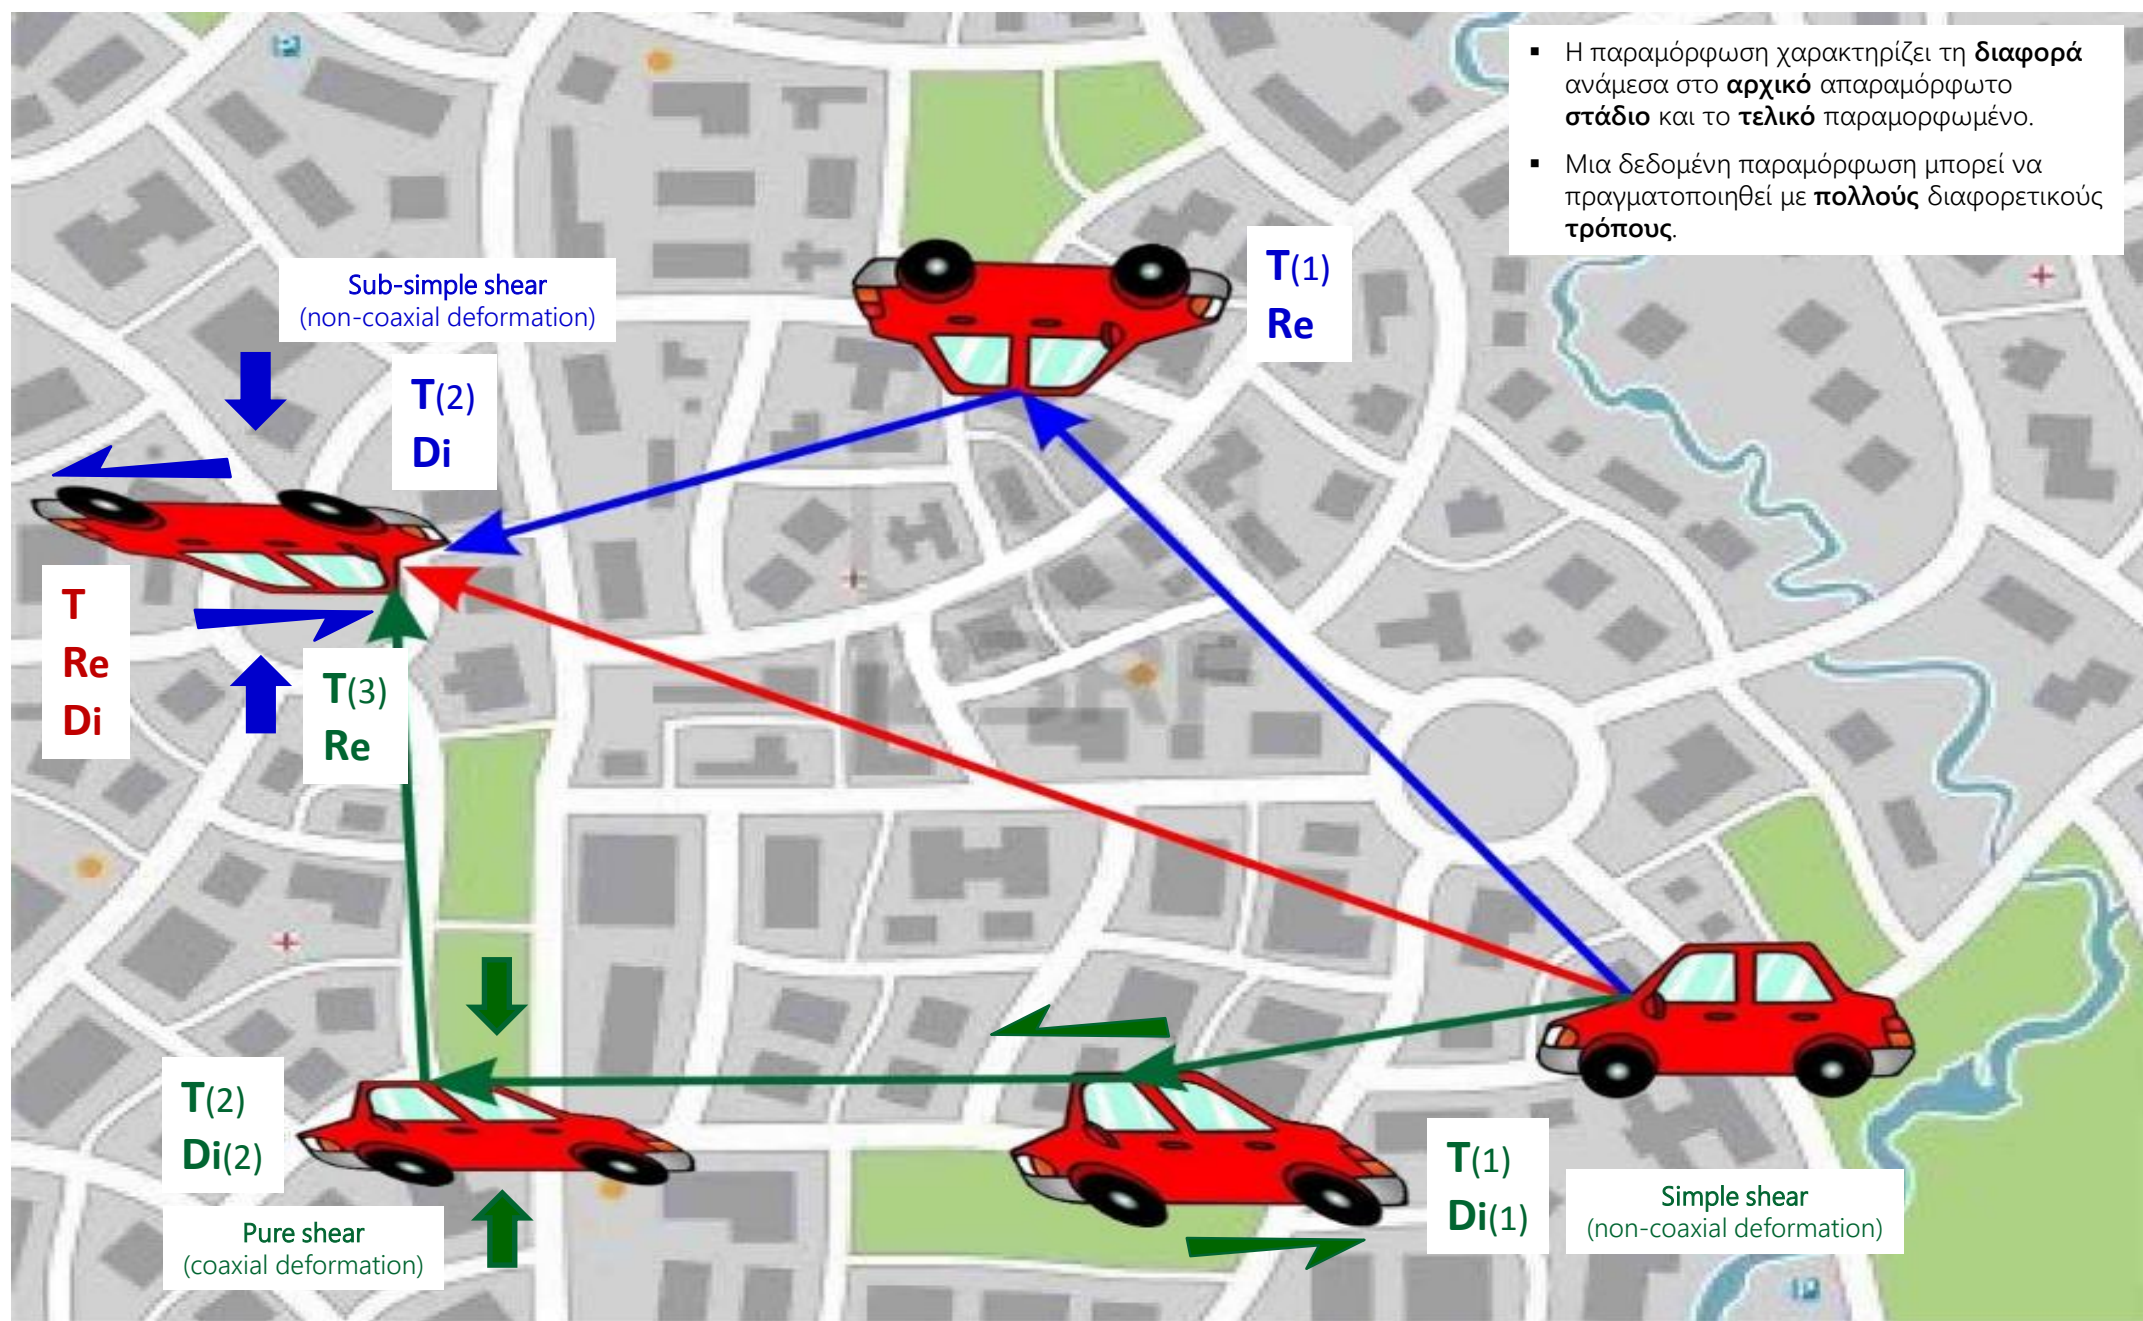 ▪ Η παραμόρφωση χαρακτηρίζει τη διαφορά
ανάμεσα στο αρχικό απαραμόρφωτο
στάδιο και το τελικό παραμορφωμένο.
▪ Μια δεδομένη παραμόρφωση μπορεί να
πραγματοποιηθεί με πολλούς διαφορετικούς
τρόπους.
T(1)
Re
Sub-simple shear
(non-coaxial deformation)
T(2)
Di
T
Re
Di
T(3)
Re
T(2)
Di(2)
Pure shear
(coaxial deformation)
T(1)
Di(1)
Simple shear
(non-coaxial deformation)
P
P